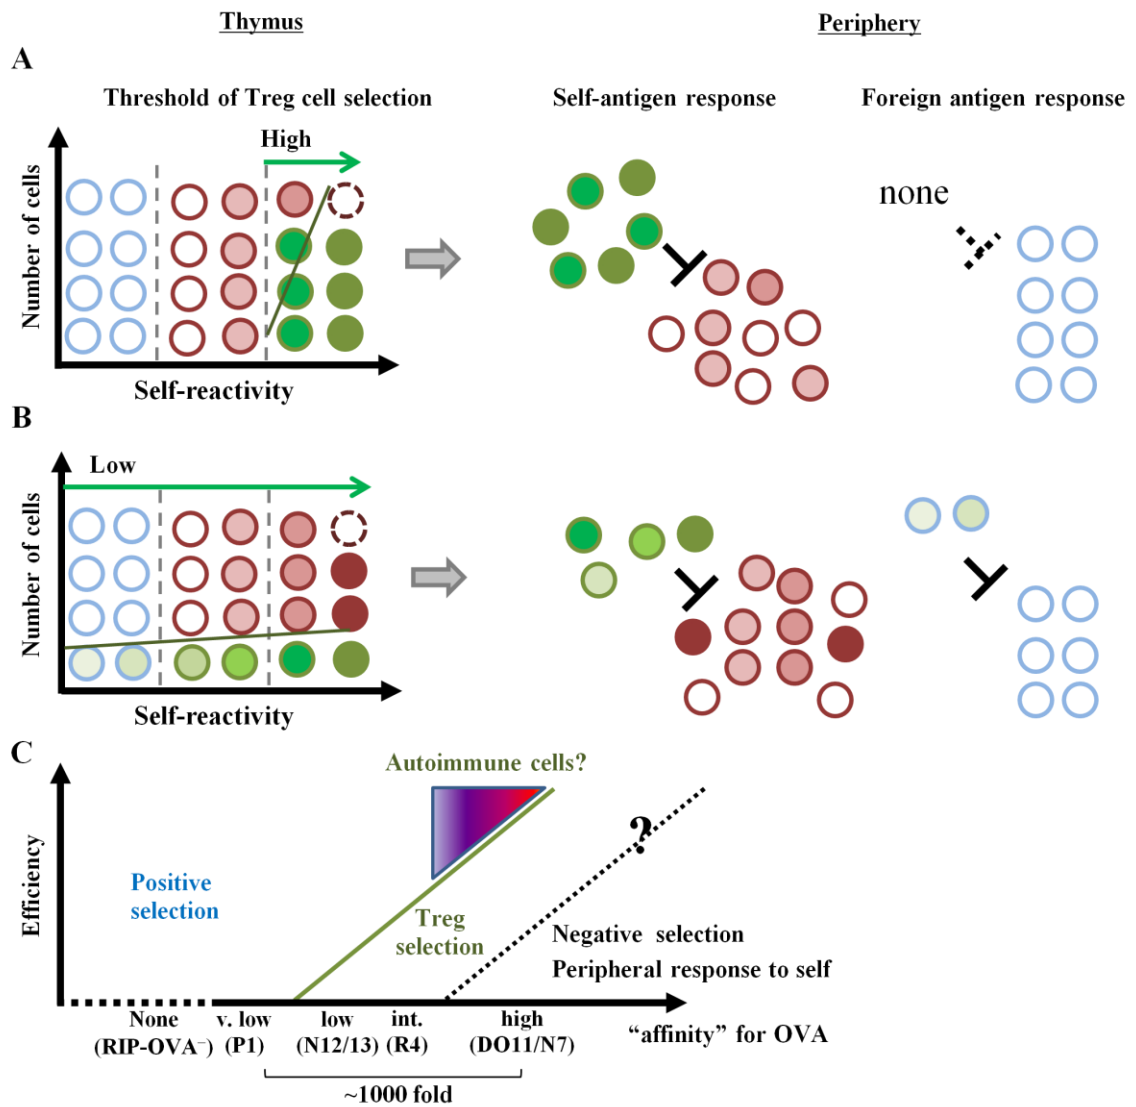 Thymus
Periphery
A
Threshold of Treg cell selection
Self-antigen response
Foreign antigen response
High
Number of cells
none
Self-reactivity
B
Low
Number of cells
Self-reactivity
C
Autoimmune cells?
Efficiency
?
Positive
selection
Treg
selection
Negative selection
Peripheral response to self
None
(RIP-OVA⁻)
v. low
(P1)
low
(N12/13)
int.
(R4)
high
(DO11/N7)
“affinity” for OVA
~1000 fold